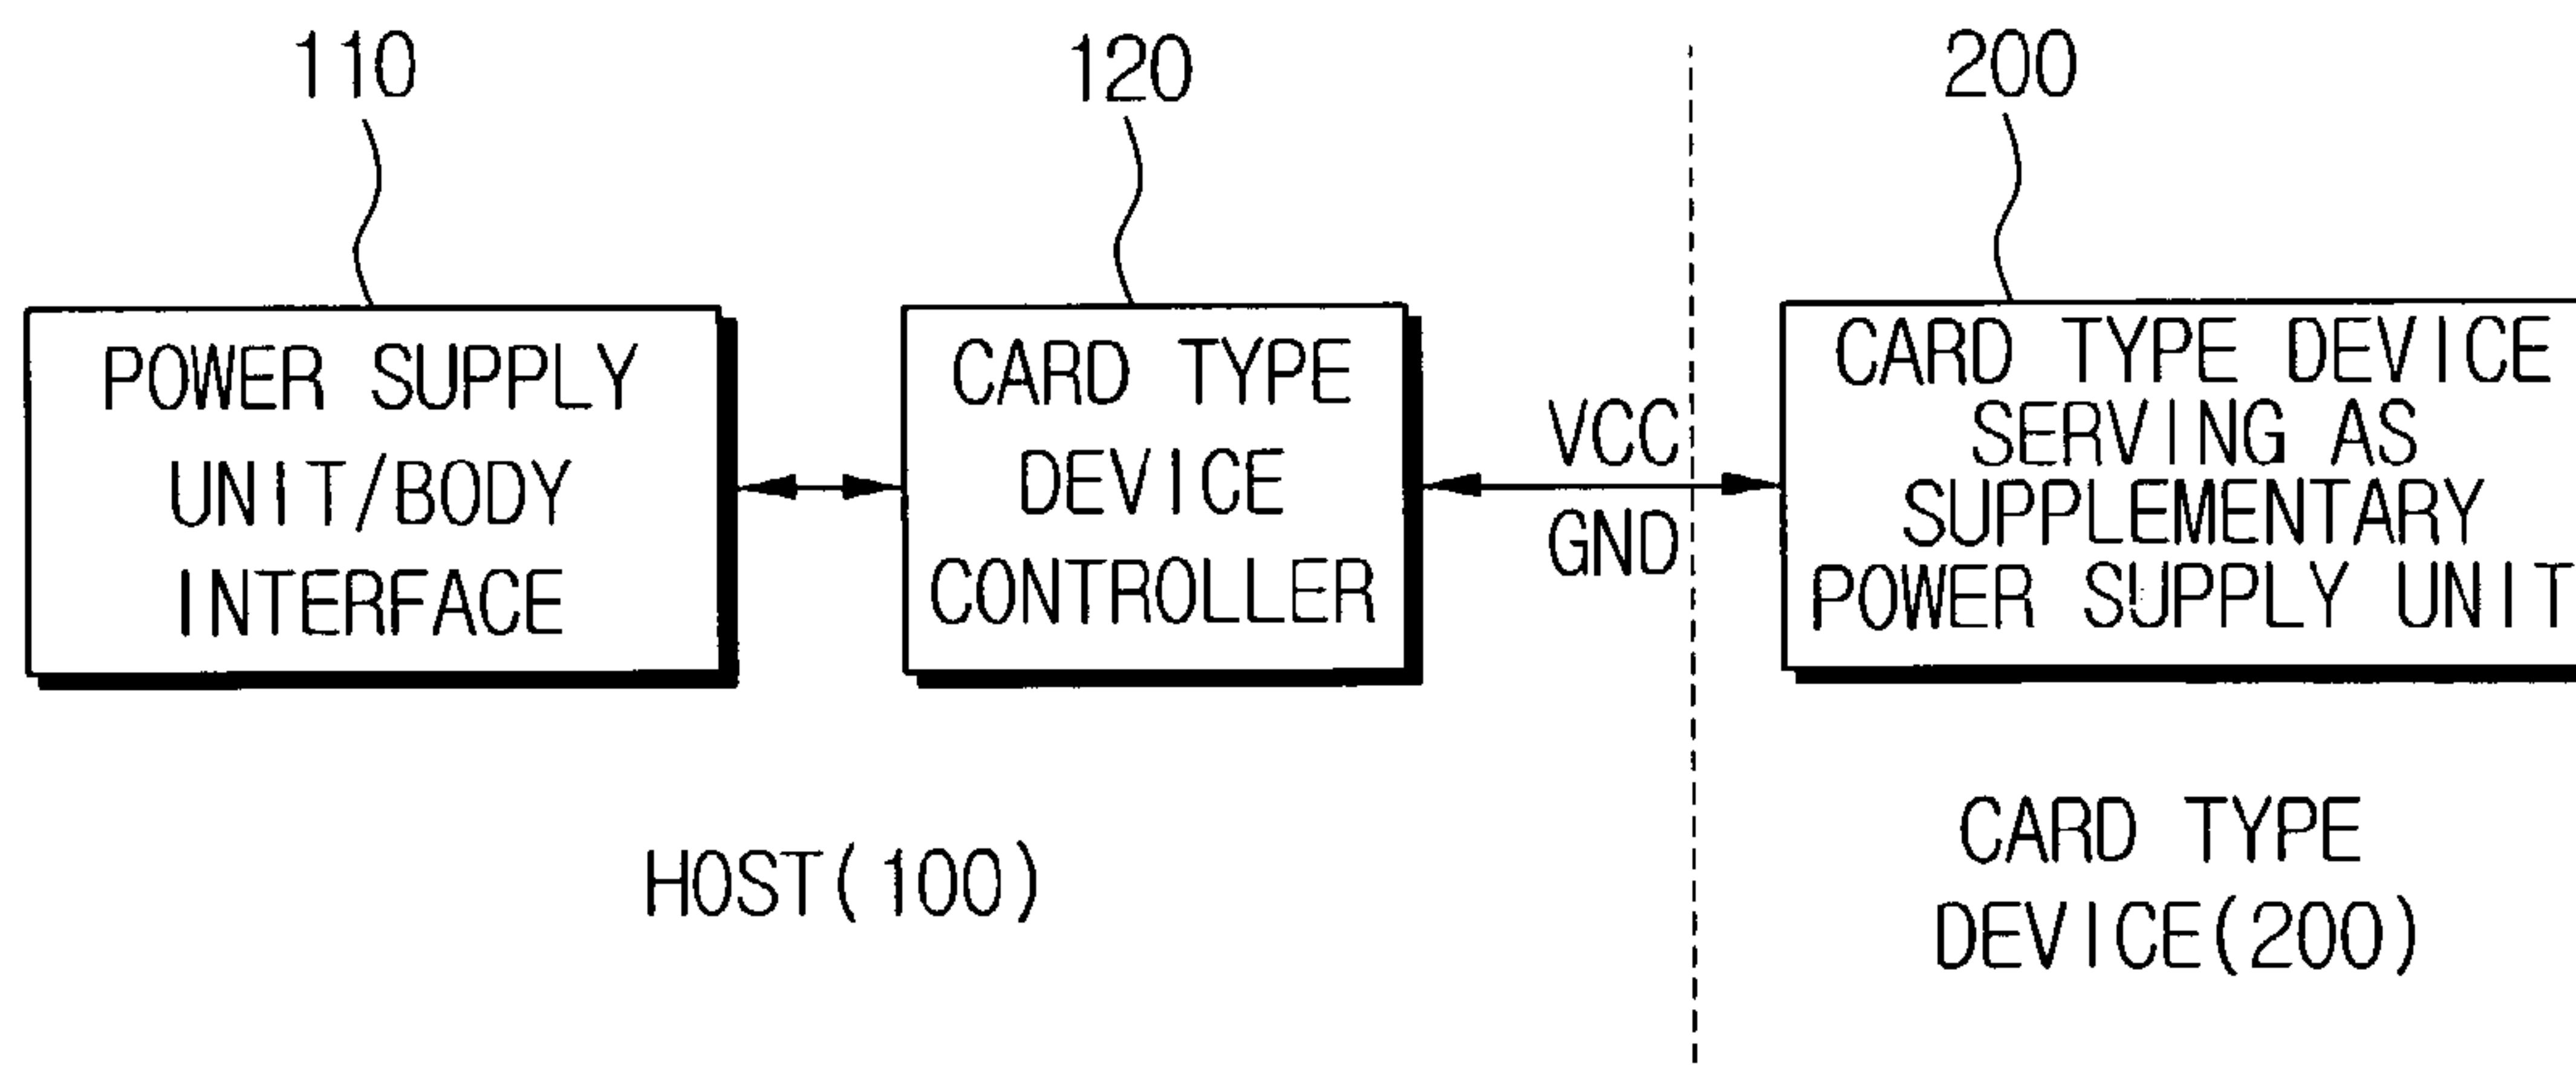 110
120
200
POWER SUPPLY
UNIT/BODY
INTERFACE
CARD TYPE
DEVICE
CONTROLLER
VCC
GND
CARD TYPE DEVICE
SERVING AS
SUPPLEMENTARY
POWER SUPPLY UNIT
HOST(100)
CARD TYPE
DEVICE(200)